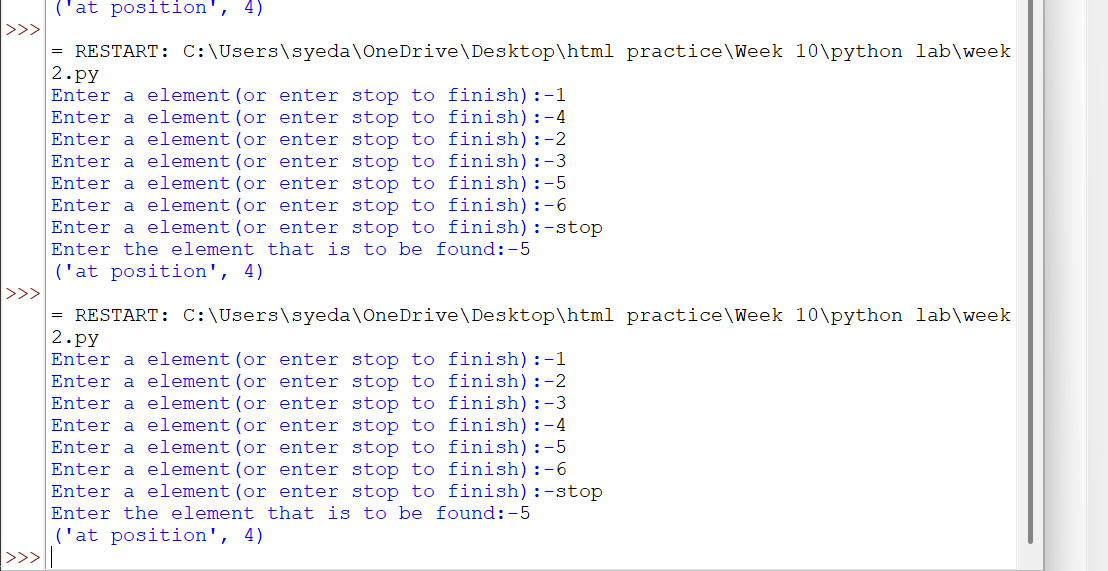 ('at position', 4)
>>>
= RESTART: C:\Users\syeda\OneDrive\Desktop\html practice\Week 10\python lab\week
2.py
Enter a element(or enter stop to finish):-1
Enter a element(or enter stop to finish):-4
Enter a element(or enter stop to finish):-2
Enter a element(or enter stop to finish):-3
Enter a element(or enter stop to finish):-5
Enter a element(or enter stop to finish):-6
Enter a element(or enter stop to finish):-stop
Enter the element that is to be found:-5
('at position', 4)
>>>
= RESTART: C:\Users\syeda\OneDrive\Desktop\html practice\Week 10\python lab\week
2.py
Enter a element(or enter stop to finish):-1
Enter a element(or enter stop to finish):-2
Enter a element(or enter stop to finish):-3
Enter a element(or enter stop to finish):-4
Enter a element(or enter stop to finish):-5
Enter a element(or enter stop to finish):-6
Enter a element(or enter stop to finish):-stop
Enter the element that is to be found:-5
('at position', 4)
>>>